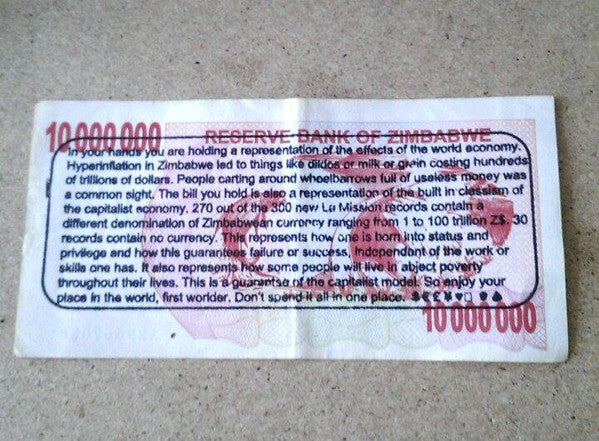 10 000 000
RESERVE BANK OF ZIMBABWE
In your hands you are holding a representation of the effects of the world economy.
Hyperinflation in Zimbabwe led to things like dildos or milk or grain costing hundreds
of trillions of dollars. People carting around wheelbarrows full of useless money was
a common sight. The bill you hold is also a representation of the built in classism of
the capitalist economy. 270 out of the 300 new La Mission records contain a
different denomination of Zimbabwean currency ranging from 1 to 100 trillion Z$. 30
records contain no currency. This represents how one is born into status and
privilege and how this guarantees failure or success, independent of the work or
skills one has. It also represents how some people will live in abject poverty
throughout their lives. This is a guarantee of the capitalist model. So enjoy your
place in the world, first worlder. Don't spend it all in one place.
10 000 000